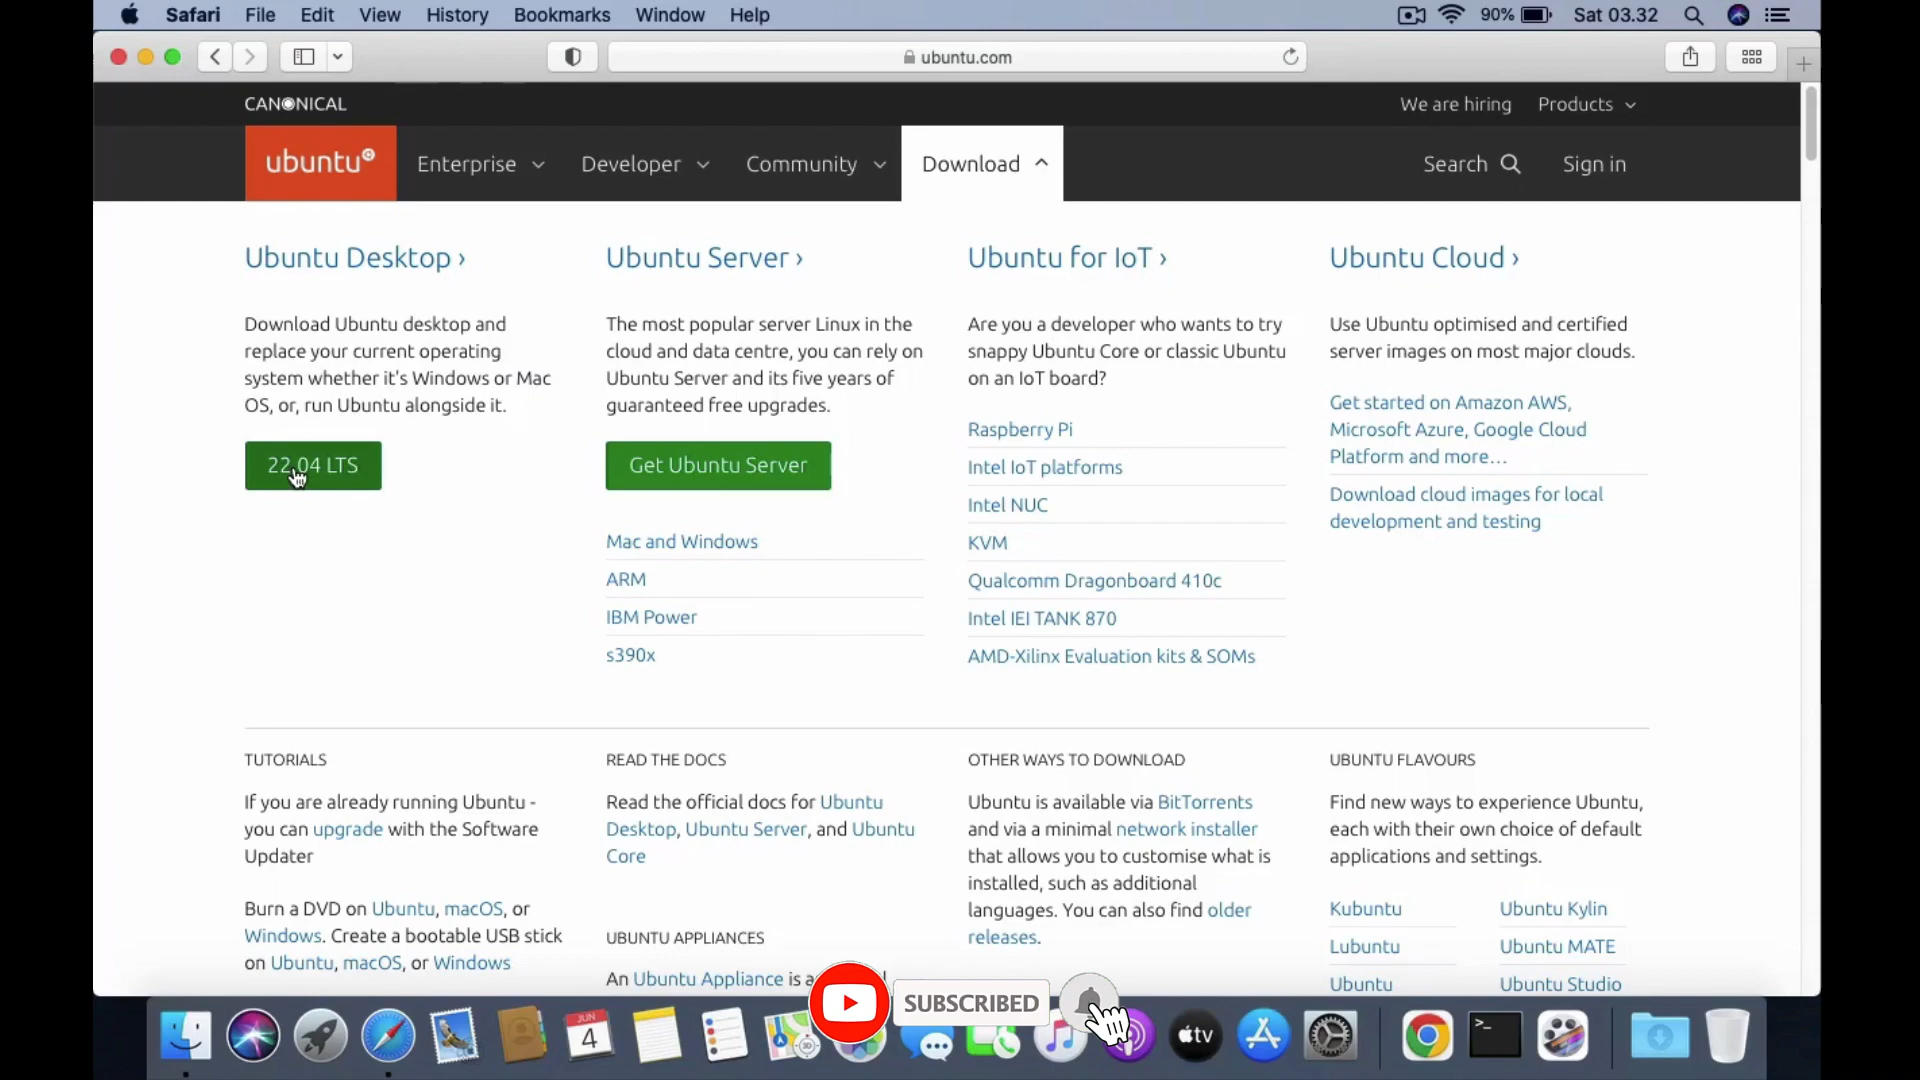 Safari File Edit View History Bookmarks Window Help 90% Sat 03.32
ubuntu.com
CANONICAL We are hiring Products
ubuntu Enterprise Developer Community Download Search Sign in
Ubuntu Desktop ›
Download Ubuntu desktop and
replace your current operating
system whether it's Windows or Mac
OS, or, run Ubuntu alongside it.
22.04 LTS
Ubuntu Server ›
The most popular server Linux in the
cloud and data centre, you can rely on
Ubuntu Server and its five years of
guaranteed free upgrades.
Get Ubuntu Server
Mac and Windows
ARM
IBM Power
s390x
Ubuntu for IoT ›
Are you a developer who wants to try
snappy Ubuntu Core or classic Ubuntu
on an IoT board?
Raspberry Pi
Intel IoT platforms
Intel NUC
KVM
Qualcomm Dragonboard 410c
Intel IEI TANK 870
AMD-Xilinx Evaluation kits & SOMs
Ubuntu Cloud ›
Use Ubuntu optimised and certified
server images on most major clouds.
Get started on Amazon AWS,
Microsoft Azure, Google Cloud
Platform and more…
Download cloud images for local
development and testing
TUTORIALS
If you are already running Ubuntu -
you can upgrade with the Software
Updater
Burn a DVD on Ubuntu, macOS, or
Windows. Create a bootable USB stick
on Ubuntu, macOS, or Windows
READ THE DOCS
Read the official docs for Ubuntu
Desktop, Ubuntu Server, and Ubuntu
Core
UBUNTU APPLIANCES
An Ubuntu Appliance is a
OTHER WAYS TO DOWNLOAD
Ubuntu is available via BitTorrents
and via a minimal network installer
that allows you to customise what is
installed, such as additional
languages. You can also find older
releases.
UBUNTU FLAVOURS
Find new ways to experience Ubuntu,
each with their own choice of default
applications and settings.
Kubuntu
Lubuntu
Ubuntu
Ubuntu Kylin
Ubuntu MATE
Ubuntu Studio
SUBSCRIBED
JUN
4
tv